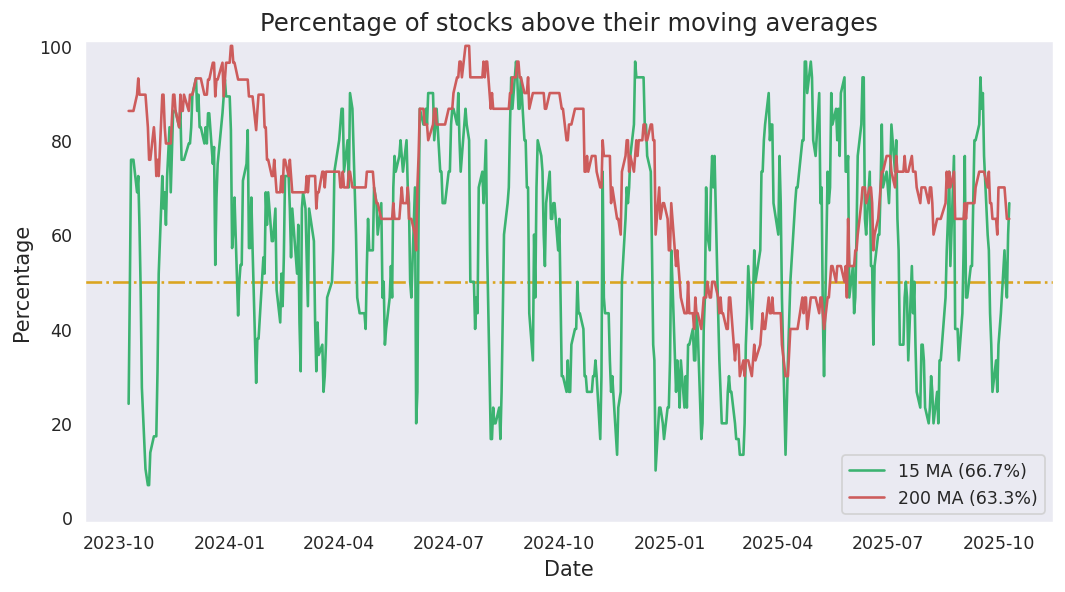 Percentage of stocks above their moving averages
Percentage
100
80
60
40
20
0
15 MA (66.7%)
200 MA (63.3%)
2023-10 2024-01 2024-04 2024-07 2024-10 2025-01 2025-04 2025-07 2025-10
Date